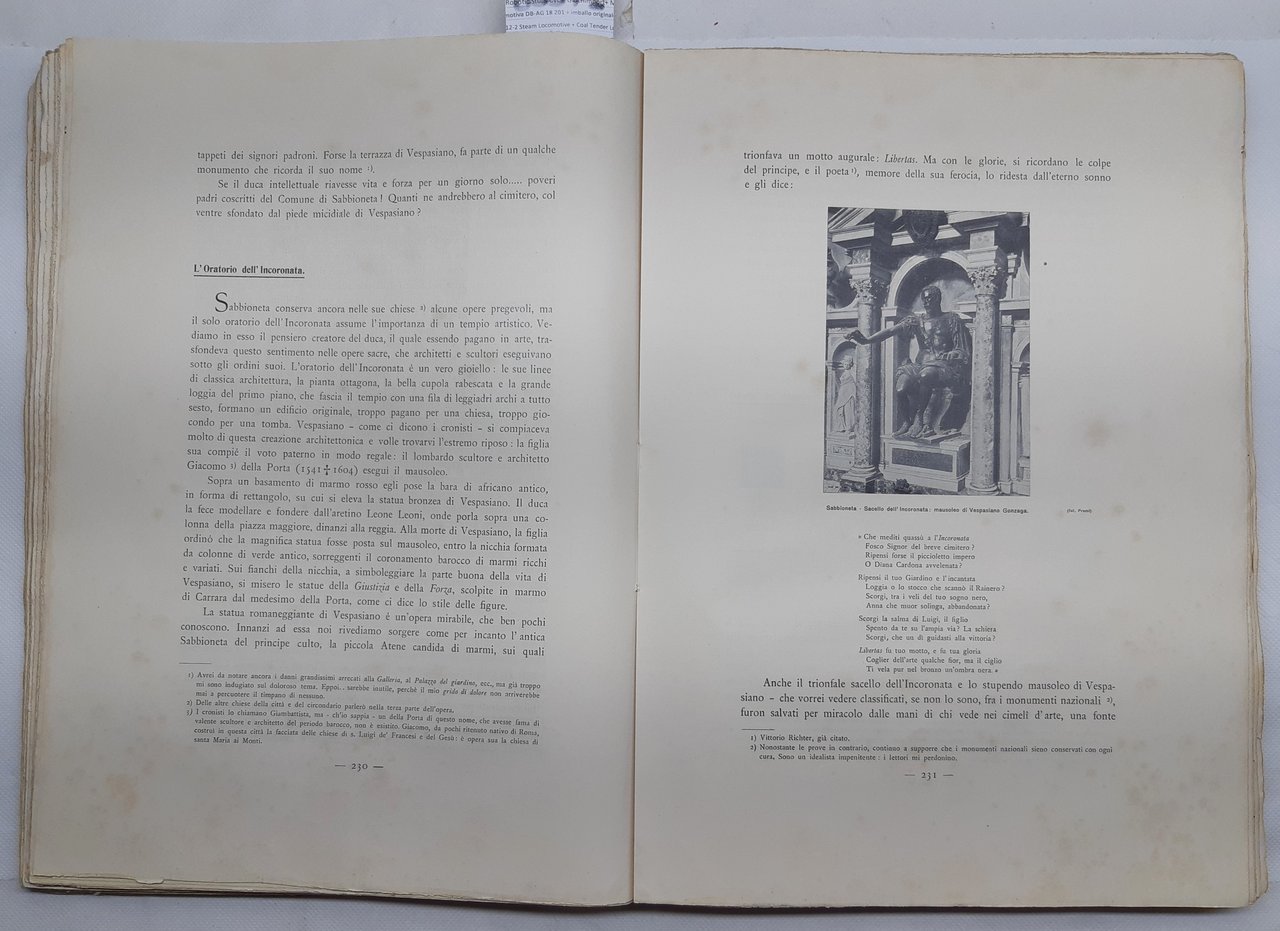 motiva DB-AG 18 201 + imballo original
12-2 Steam Locomotive + Coal Tender
tappeti dei signori padroni. Forse la terrazza di Vespasiano, fa parte di un qualche
monumento che ricorda il suo nome ¹).
Se il duca intellettuale riavesse vita e forza per un giorno solo..... poveri
padri coscritti del Comune di Sabbioneta! Quanti ne andrebbero al cimitero, col
ventre sfondato dal piede micidiale di Vespasiano?
L'Oratorio dell'Incoronata.
Sabbioneta conserva ancora nelle sue chiese ²) alcune opere pregevoli, ma
il solo oratorio dell'Incoronata assume l'importanza di un tempio artistico. Ve-
diamo in esso il pensiero creatore del duca, il quale essendo pagano in arte, tra-
sfondeva questo sentimento nelle opere sacre, che architetti e scultori eseguivano
sotto gli ordini suoi. L'oratorio dell'Incoronata è un vero gioiello: le sue linee
di classica architettura, la pianta ottagona, la bella cupola rabescata e la grande
loggia del primo piano, che fascia il tempio con una fila di leggiadri archi a tutto
sesto, formano un edificio originale, troppo pagano per una chiesa, troppo gio-
condo per una tomba. Vespasiano - come ci dicono i cronisti - si compiaceva
molto di questa creazione architettonica e volle trovarvi l'estremo riposo: la figlia
sua compié il voto paterno in modo regale: il lombardo scultore e architetto
Giacomo ³) della Porta (1541 ✝ 1604) eseguì il mausoleo.
Sopra un basamento di marmo rosso egli pose la bara di africano antico,
in forma di rettangolo, su cui si eleva la statua bronzea di Vespasiano. Il duca
la fece modellare e fondere dall'aretino Leone Leoni, onde porla sopra una co-
lonna della piazza maggiore, dinanzi alla reggia. Alla morte di Vespasiano, la figlia
ordinò che la magnifica statua fosse posta sul mausoleo, entro la nicchia formata
da colonne di verde antico, sorreggenti il coronamento barocco di marmi ricchi
e variati. Sui fianchi della nicchia, a simboleggiare la parte buona della vita di
Vespasiano, si misero le statue della Giustizia e della Forza, scolpite in marmo
di Carrara dal medesimo della Porta, come ci dice lo stile delle figure.
La statua romaneggiante di Vespasiano é un'opera mirabile, che ben pochi
conoscono. Innanzi ad essa noi rivediamo sorgere come per incanto l'antica
Sabbioneta del principe culto, la piccola Atene candida di marmi, sui quali
1) Avrei da notare ancora i danni grandissimi arrecati alla Galleria, al Palazzo del giardino, ecc., ma già troppo
mi sono indugiato sul doloroso tema. Eppoi.. sarebbe inutile, perchè il mio grido di dolore non arriverebbe
mai a percuotere il timpano di nessuno.
2) Delle altre chiese della città e del circondario parlerò nella terza parte dell'opera.
3) I cronisti lo chiamano Giambattista, ma - ch'io sappia - un della Porta di questo nome, che avesse fama di
valente scultore e architetto del periodo barocco, non è esistito. Giacomo, da pochi ritenuto nativo di Roma,
costruì in questa città la facciata delle chiese di s. Luigi de' Francesi e del Gesù: è opera sua la chiesa di
santa Maria ai Monti.
— 230 —
trionfava un motto augurale: Libertas. Ma con le glorie, si ricordano le colpe
del principe, e il poeta ¹), memore della sua ferocia, lo ridesta dall'eterno sonno
e gli dice:
Sabbioneta - Sacello dell'Incoronata: mausoleo di Vespasiano Gonzaga.
(fot. Premi)
» Che mediti quassù a l'Incoronata
Fosco Signor del breve cimitero?
Ripensi forse il piccioletto impero
O Diana Cardona avvelenata?
Ripensi il tuo Giardino e l'incantata
Loggia o lo stocco che scannò il Rainero?
Scorgi, tra i veli del tuo sogno nero,
Anna che muor solinga, abbandonata?
Scorgi la salma di Luigi, il figlio
Spento da te su l'ampia via? La schiera
Scorgi, che un dì guidasti alla vittoria?
Libertas fu tuo motto, e fu tua gloria
Coglier dell'arte qualche fior, ma il ciglio
Ti vela pur nel bronzo un'ombra nera. »
Anche il trionfale sacello dell'Incoronata e lo stupendo mausoleo di Vespa-
siano - che vorrei vedere classificati, se non lo sono, fra i monumenti nazionali ²),
furon salvati per miracolo dalle mani di chi vede nei cimelî d'arte, una fonte
1) Vittorio Richter, già citato.
2) Nonostante le prove in contrario, continuo a supporre che i monumenti nazionali sieno conservati con ogni
cura, Sono un idealista impenitente: i lettori mi perdonino.
— 231 —